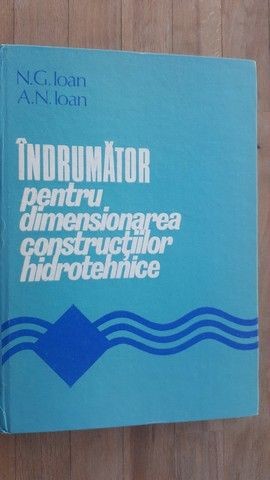 N.G. Ioan
A.N. Ioan
ÎNDRUMĂTOR
pentru
dimensionarea
construcțiilor
hidrotehnice